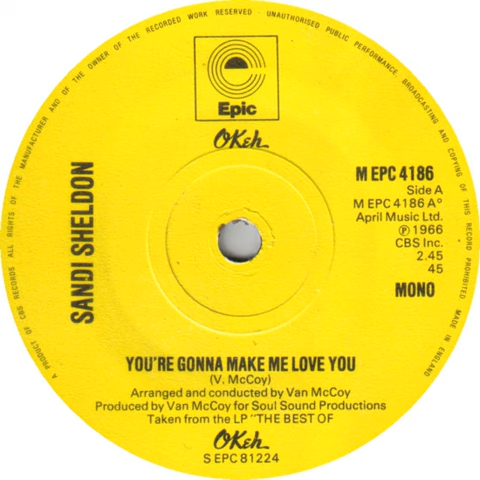 A PRODUCT OF CBS RECORDS ALL RIGHTS OF THE MANUFACTURER AND OF THE OWNER OF THE RECORDED WORK RESERVED - UNAUTHORISED PUBLIC PERFORMANCE, BROADCASTING AND COPYING OF THIS RECORD PROHIBITED MADE IN ENGLAND
Epic
OKeh
SANDI SHELDON
M EPC 4186
Side A
M EPC 4186 A°
April Music Ltd.
Ⓟ 1966
CBS Inc.
2.45
45
MONO
YOU'RE GONNA MAKE ME LOVE YOU
(V. McCoy)
Arranged and conducted by Van McCoy
Produced by Van McCoy for Soul Sound Productions
Taken from the LP "THE BEST OF
OKeh
S EPC 81224